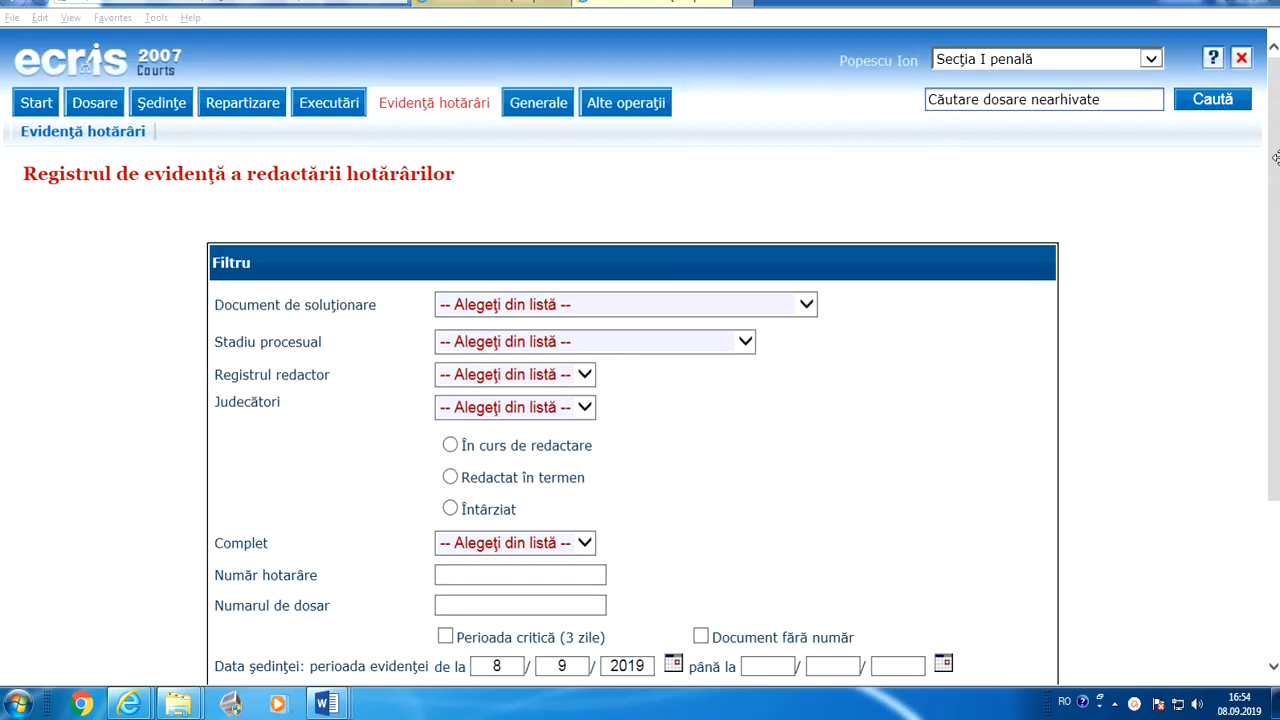 File Edit View Favorites Tools Help
ecris 2007 Courts
Popescu Ion Secţia I penală ?
Start Dosare Şedinţe Repartizare Executări Evidenţă hotărâri Generale Alte operaţii Căutare dosare nearhivate Caută
Evidenţă hotărâri
Registrul de evidenţă a redactării hotărârilor
Filtru
Document de soluţionare -- Alegeţi din listă --
Stadiu procesual -- Alegeţi din listă --
Registrul redactor -- Alegeţi din listă --
Judecători -- Alegeţi din listă --
În curs de redactare
Redactat în termen
Întârziat
Complet -- Alegeţi din listă --
Număr hotarâre
Numarul de dosar
Perioada critică (3 zile) Document fără număr
Data şedinţei: perioada evidenţei de la 8 / 9 / 2019 până la / /
RO 16:54
08.09.2019